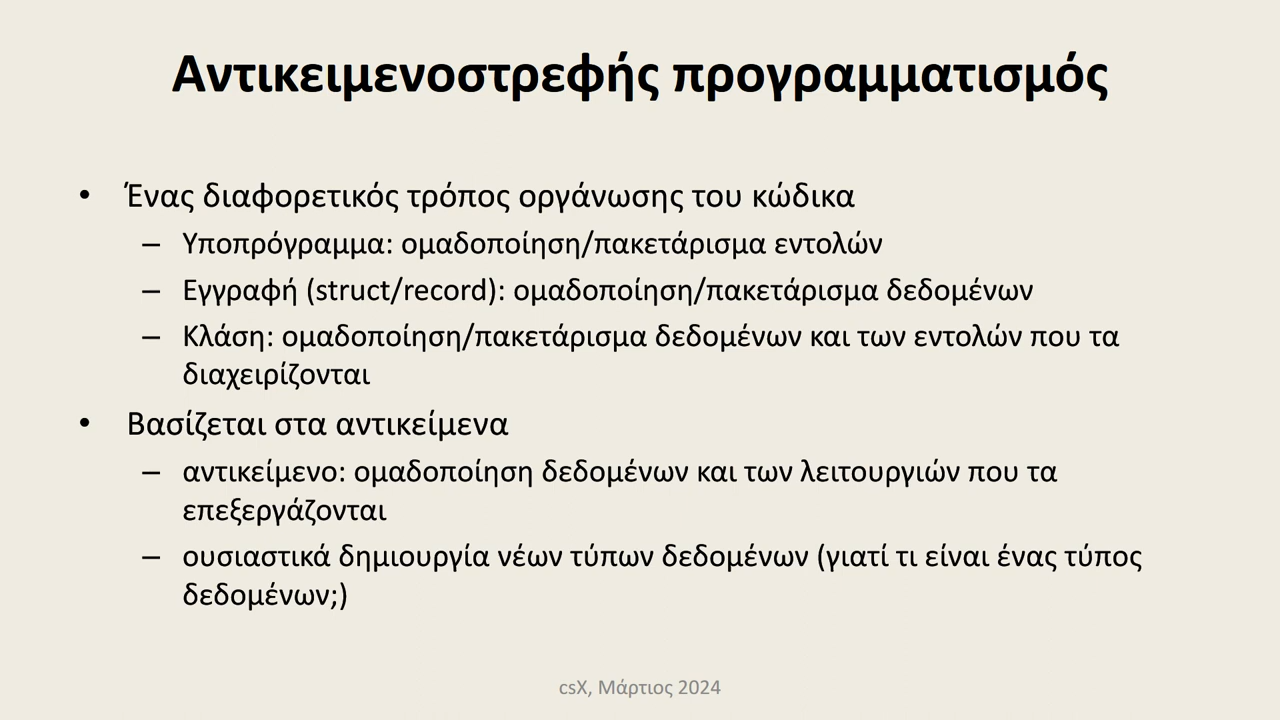 Αντικειμενοστρεφής προγραμματισμός
• Ένας διαφορετικός τρόπος οργάνωσης του κώδικα
– Υποπρόγραμμα: ομαδοποίηση/πακετάρισμα εντολών
– Εγγραφή (struct/record): ομαδοποίηση/πακετάρισμα δεδομένων
– Κλάση: ομαδοποίηση/πακετάρισμα δεδομένων και των εντολών που τα
διαχειρίζονται
• Βασίζεται στα αντικείμενα
– αντικείμενο: ομαδοποίηση δεδομένων και των λειτουργιών που τα
επεξεργάζονται
– ουσιαστικά δημιουργία νέων τύπων δεδομένων (γιατί τι είναι ένας τύπος
δεδομένων;)
csX, Μάρτιος 2024